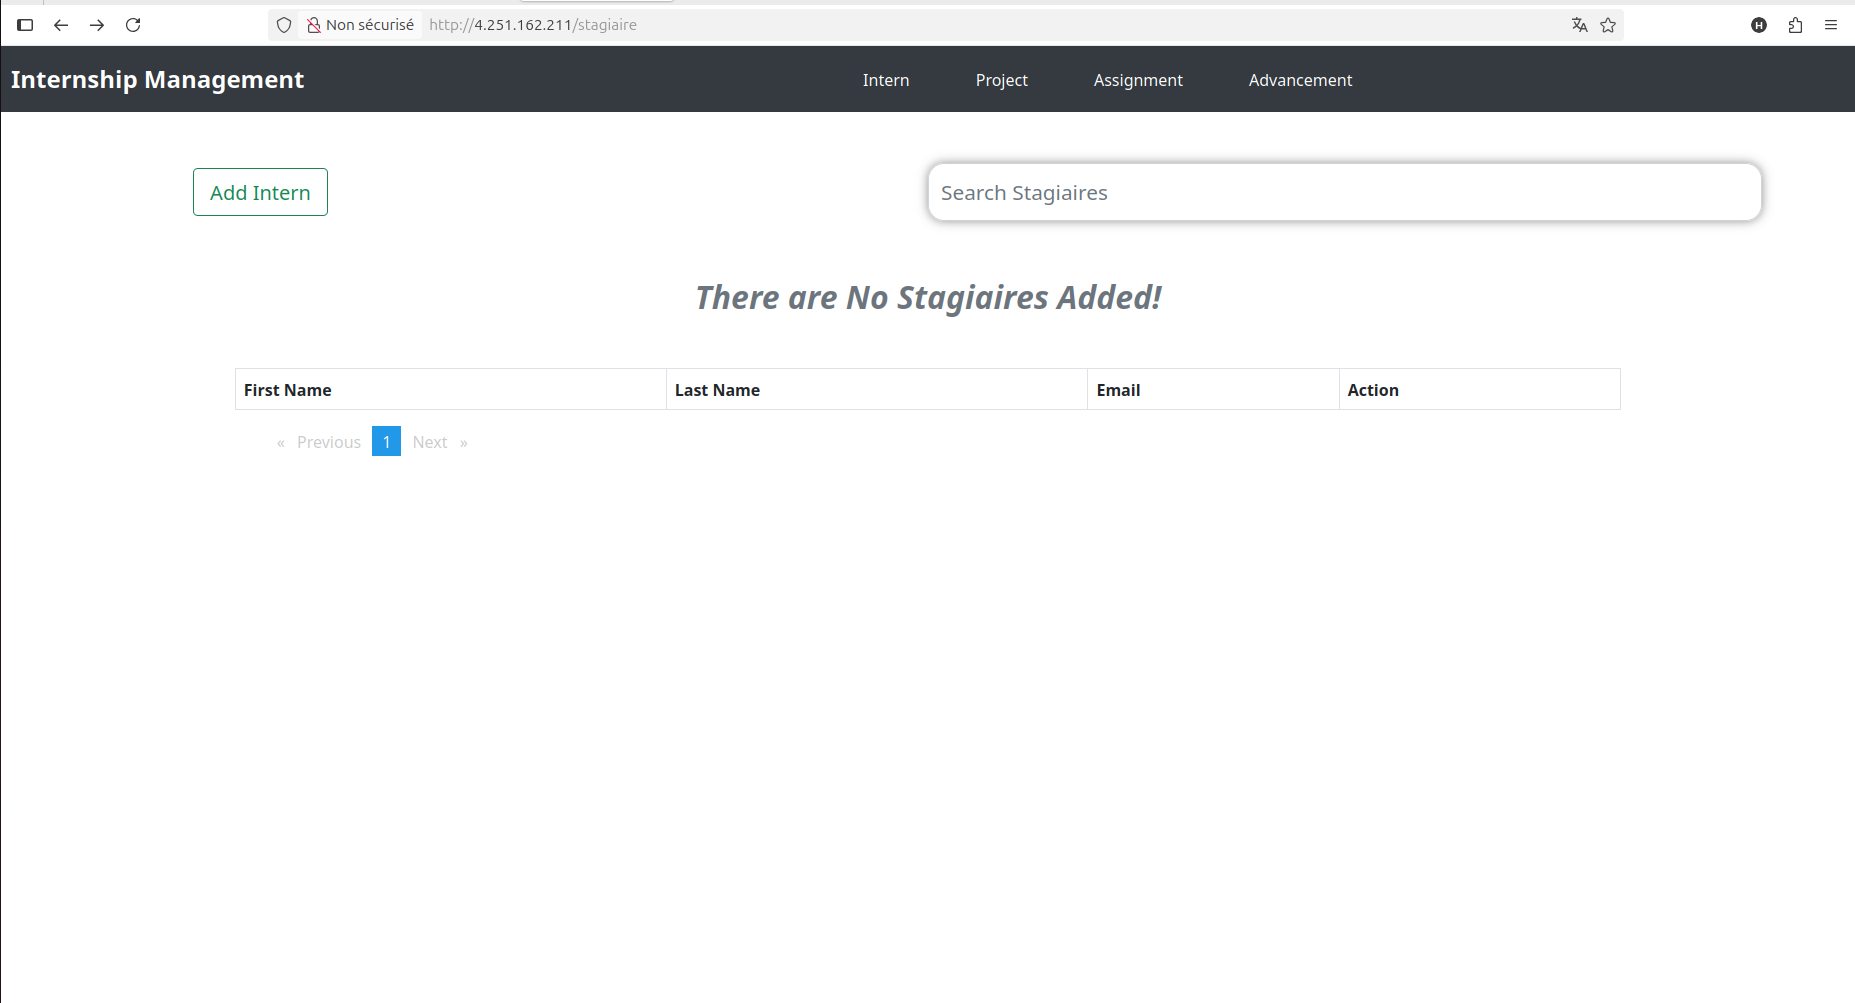 Non sécurisé http://4.251.162.211/stagiaire H
Internship Management Intern Project Assignment Advancement
Add Intern Search Stagiaires
There are No Stagiaires Added!
First Name Last Name Email Action
« Previous 1 Next »